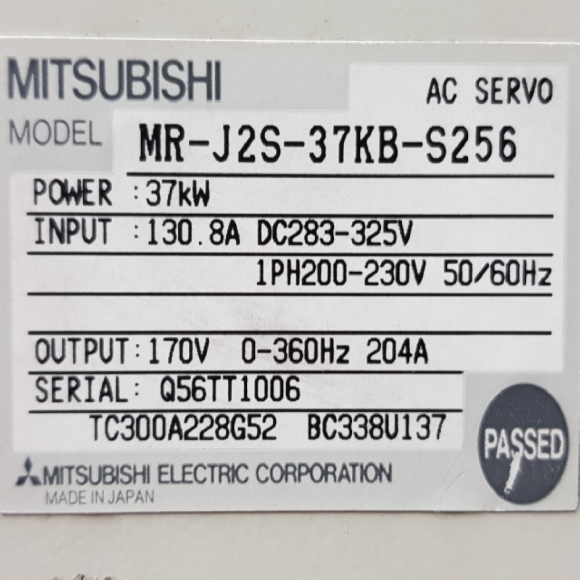 MITSUBISHI
AC SERVO
MODEL MR-J2S-37KB-S256
POWER :37kW
INPUT :130.8A DC283-325V
1PH200-230V 50/60Hz
OUTPUT:170V 0-360Hz 204A
SERIAL: Q56TT1006
TC300A228G52 BC338U137
PASSED
MITSUBISHI ELECTRIC CORPORATION
MADE IN JAPAN